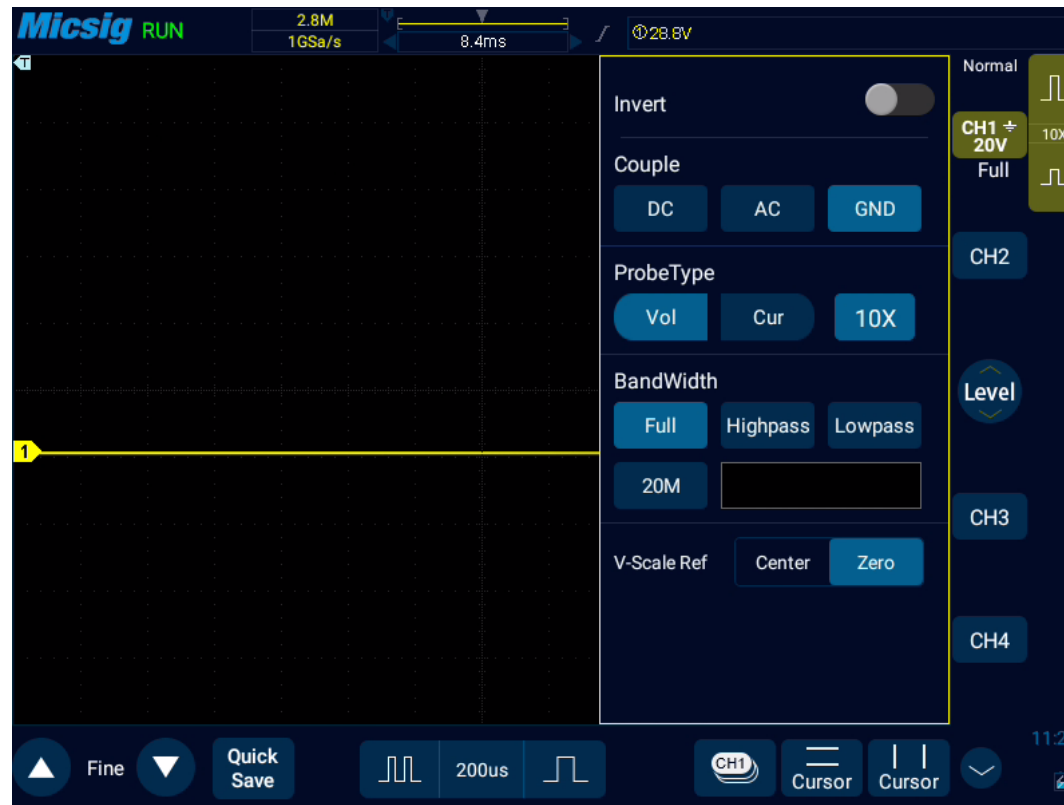 Micsig RUN
2.8M
1GSa/s
T
8.4ms
①28.8V
T
Normal
Invert
CH1
20V
10X
Full
Couple
DC AC GND
CH2
ProbeType
Vol Cur 10X
BandWidth
Level
Full Highpass Lowpass
1
20M
CH3
V-Scale Ref Center Zero
CH4
Fine
Quick
Save
200us
CH1
Cursor
Cursor